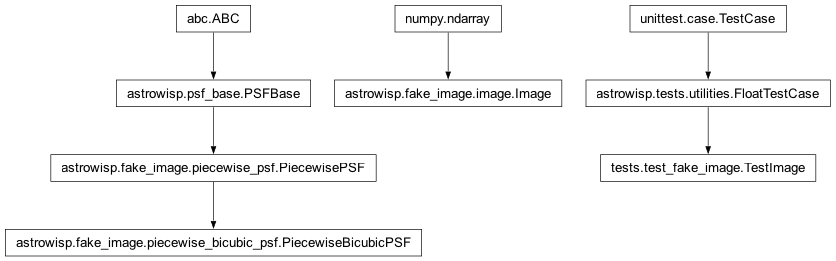 abc.ABC
numpy.ndarray
unittest.case.TestCase
astrowisp.psf_base.PSFBase
astrowisp.fake_image.image.Image
astrowisp.tests.utilities.FloatTestCase
astrowisp.fake_image.piecewise_psf.PiecewisePSF
tests.test_fake_image.TestImage
astrowisp.fake_image.piecewise_bicubic_psf.PiecewiseBicubicPSF